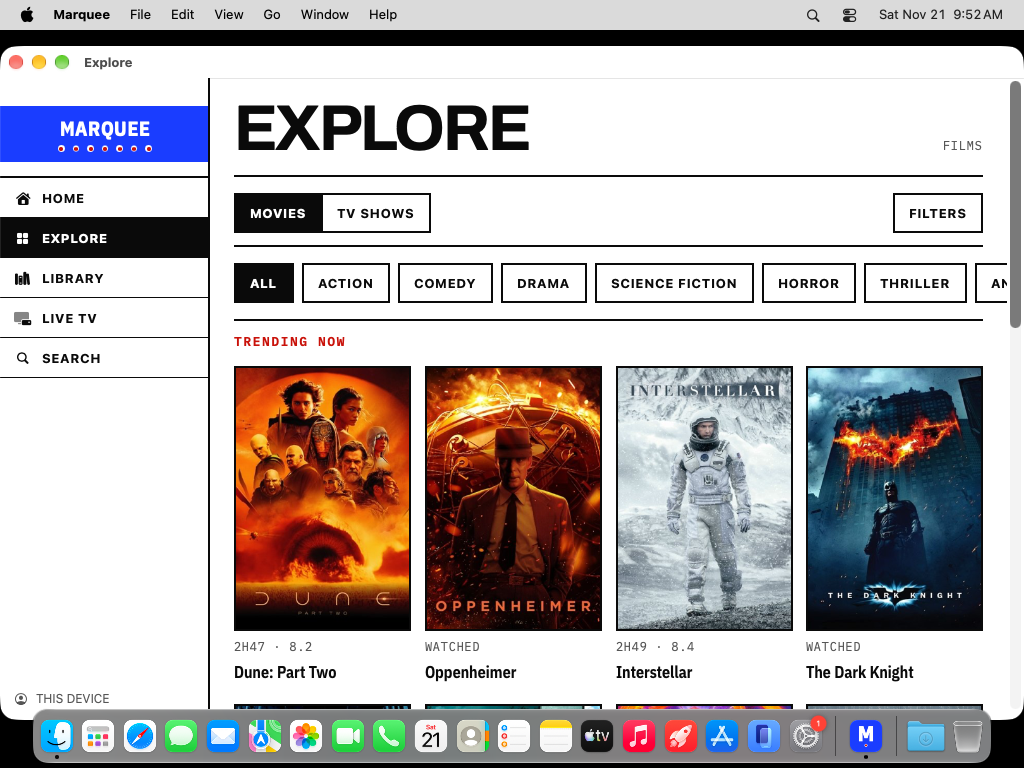 Marquee File Edit View Go Window Help Sat Nov 21 9:52 AM
Explore
MARQUEE
HOME
EXPLORE
LIBRARY
LIVE TV
SEARCH
THIS DEVICE
EXPLORE
FILMS
MOVIES TV SHOWS FILTERS
ALL ACTION COMEDY DRAMA SCIENCE FICTION HORROR THRILLER AN
TRENDING NOW
DUNE
PART TWO
OPPENHEIMER
INTERSTELLAR
THE DARK KNIGHT
2H47 · 8.2 WATCHED 2H49 · 8.4 WATCHED
Dune: Part Two Oppenheimer Interstellar The Dark Knight
Sat
21
tv
1
M